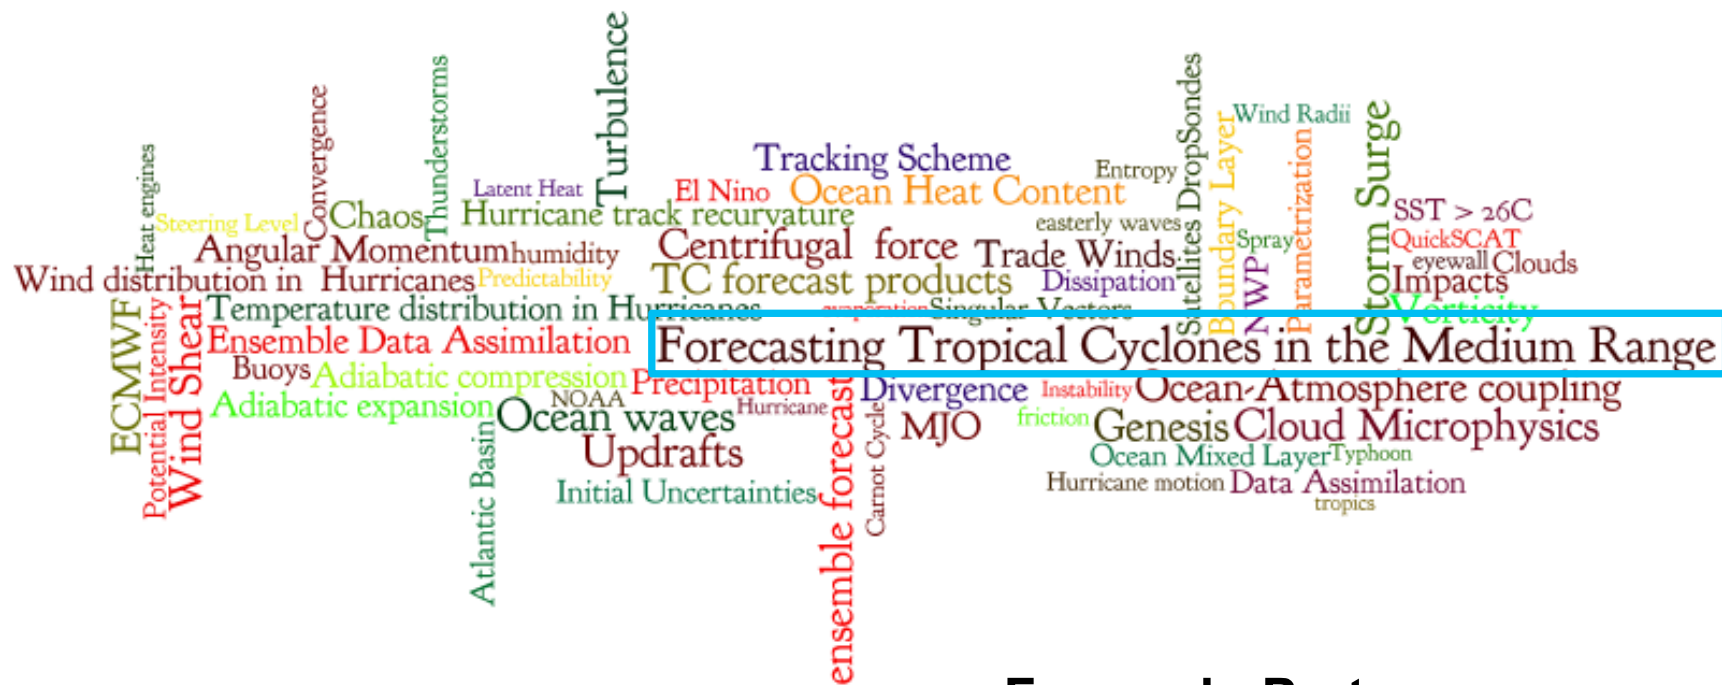 Turbulence
Thunderstorms
Convergence
Heat engines
Satellites DropSondes
Wind Radii
Boundary Layer
Parametrization
Storm Surge
Tracking Scheme
Entropy
Latent Heat
El Nino
Ocean Heat Content
Steering Level
Chaos
Hurricane track recurvature
easterly waves
SST > 26C
Angular Momentum
humidity
Centrifugal force
Trade Winds
Spray
QuickSCAT
NWP
eyewall
Clouds
Wind distribution in Hurricanes
Predictability
TC forecast products
Dissipation
Impacts
Temperature distribution in Hurricanes
evaporation
Singular Vectors
Vorticity
ECMWF
Potential Intensity
Wind Shear
Ensemble Data Assimilation
Forecasting Tropical Cyclones in the Medium Range
Buoys
Adiabatic compression
Precipitation
Divergence
Instability
Ocean-Atmosphere coupling
Adiabatic expansion
NOAA
Hurricane
Ocean waves
MJO
friction
Genesis
Cloud Microphysics
Updrafts
Ocean Mixed Layer
Typhoon
Atlantic Basin
Initial Uncertainties
ensemble forecast
Carnot Cycle
Hurricane motion
Data Assimilation
tropics